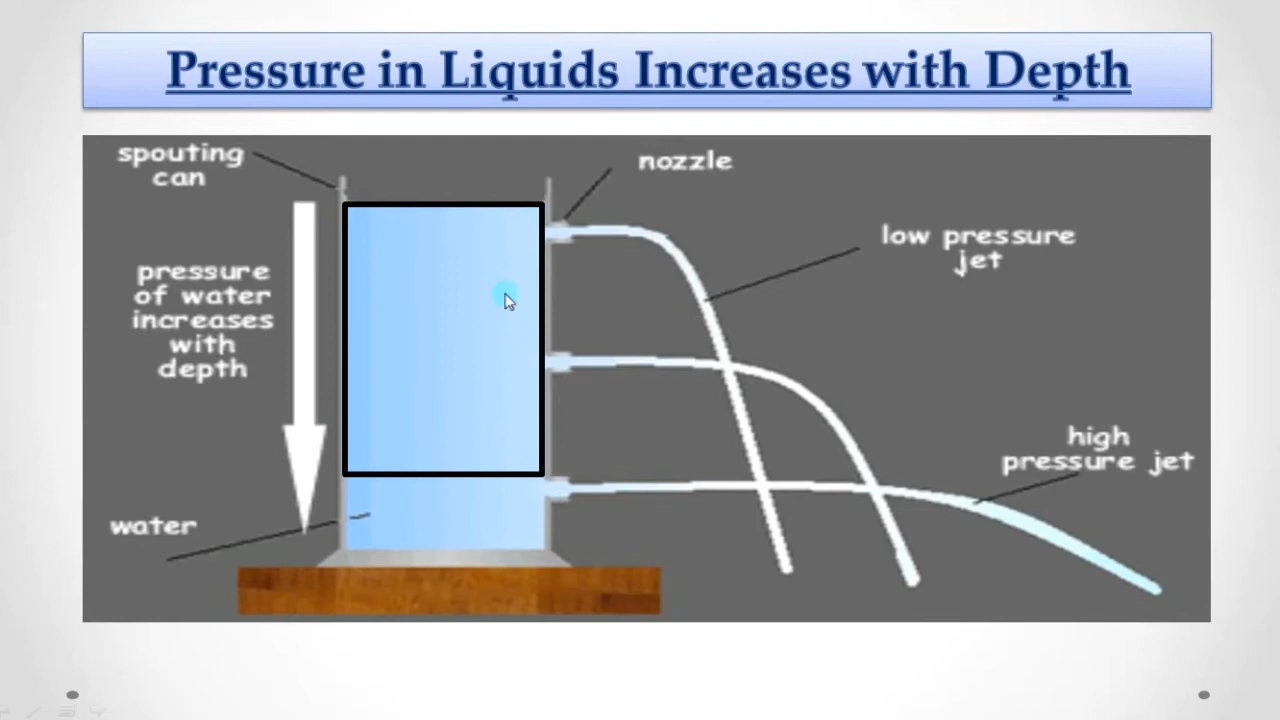 Pressure in Liquids Increases with Depth
spouting
can
nozzle
low pressure
jet
pressure
of water
increases
with
depth
high
pressure jet
water